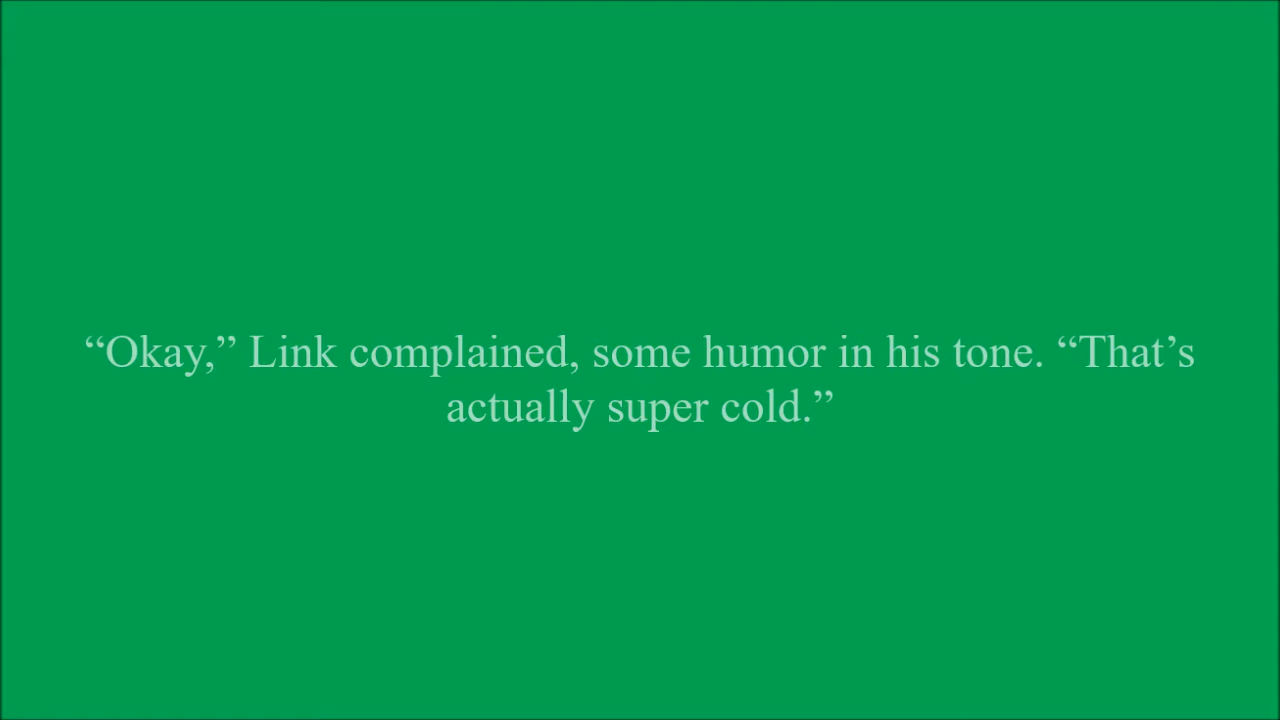 “Okay,” Link complained, some humor in his tone. “That’s
actually super cold.”